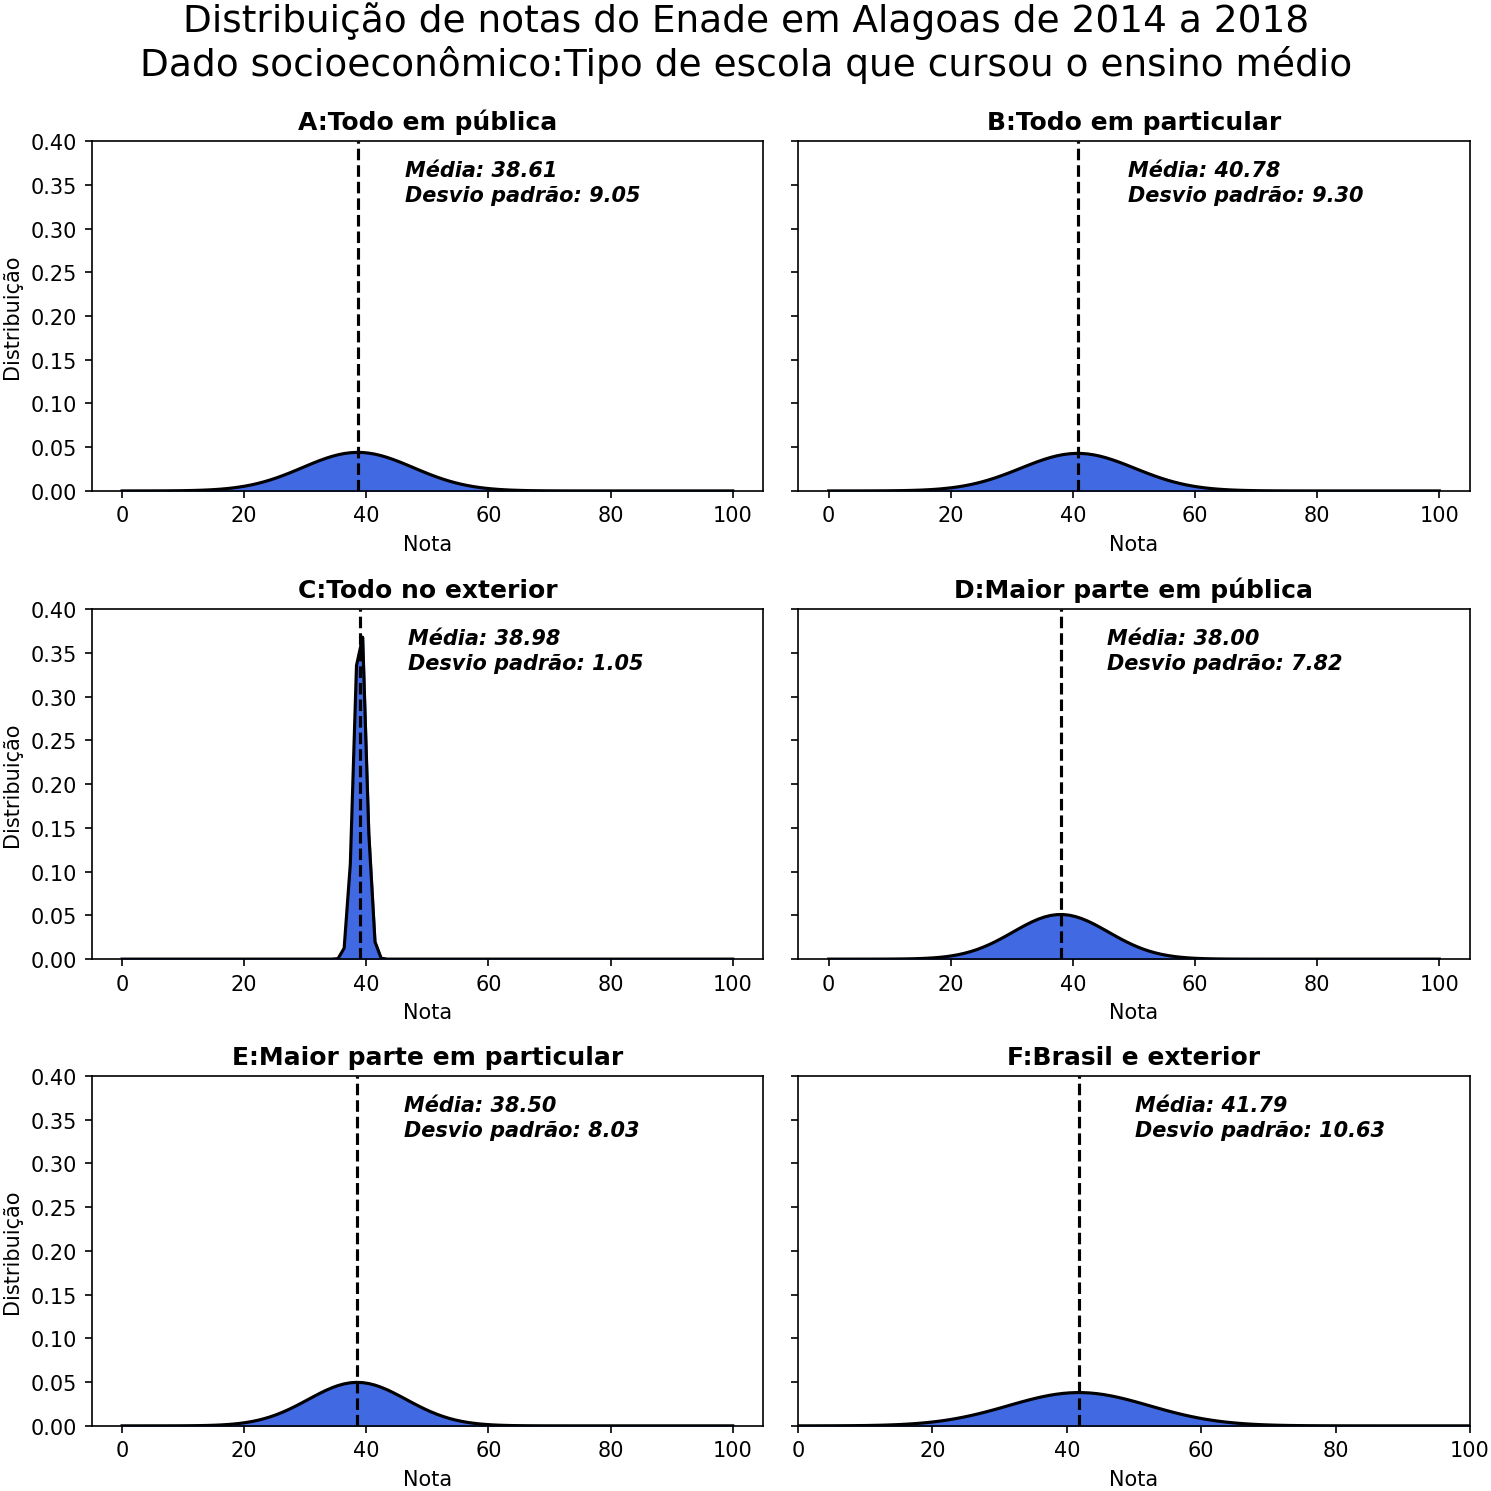 Distribuição de notas do Enade em Alagoas de 2014 a 2018
Dado socioeconômico:Tipo de escola que cursou o ensino médio
A:Todo em pública
Média: 38.61
Desvio padrão: 9.05
0.40
0.35
0.30
0.25
0.20
0.15
0.10
0.05
0.00
Distribuição
0 20 40 60 80 100
Nota
B:Todo em particular
Média: 40.78
Desvio padrão: 9.30
0 20 40 60 80 100
Nota
C:Todo no exterior
Média: 38.98
Desvio padrão: 1.05
0.40
0.35
0.30
0.25
0.20
0.15
0.10
0.05
0.00
Distribuição
0 20 40 60 80 100
Nota
D:Maior parte em pública
Média: 38.00
Desvio padrão: 7.82
0 20 40 60 80 100
Nota
E:Maior parte em particular
Média: 38.50
Desvio padrão: 8.03
0.40
0.35
0.30
0.25
0.20
0.15
0.10
0.05
0.00
Distribuição
0 20 40 60 80 100
Nota
F:Brasil e exterior
Média: 41.79
Desvio padrão: 10.63
0 20 40 60 80 100
Nota